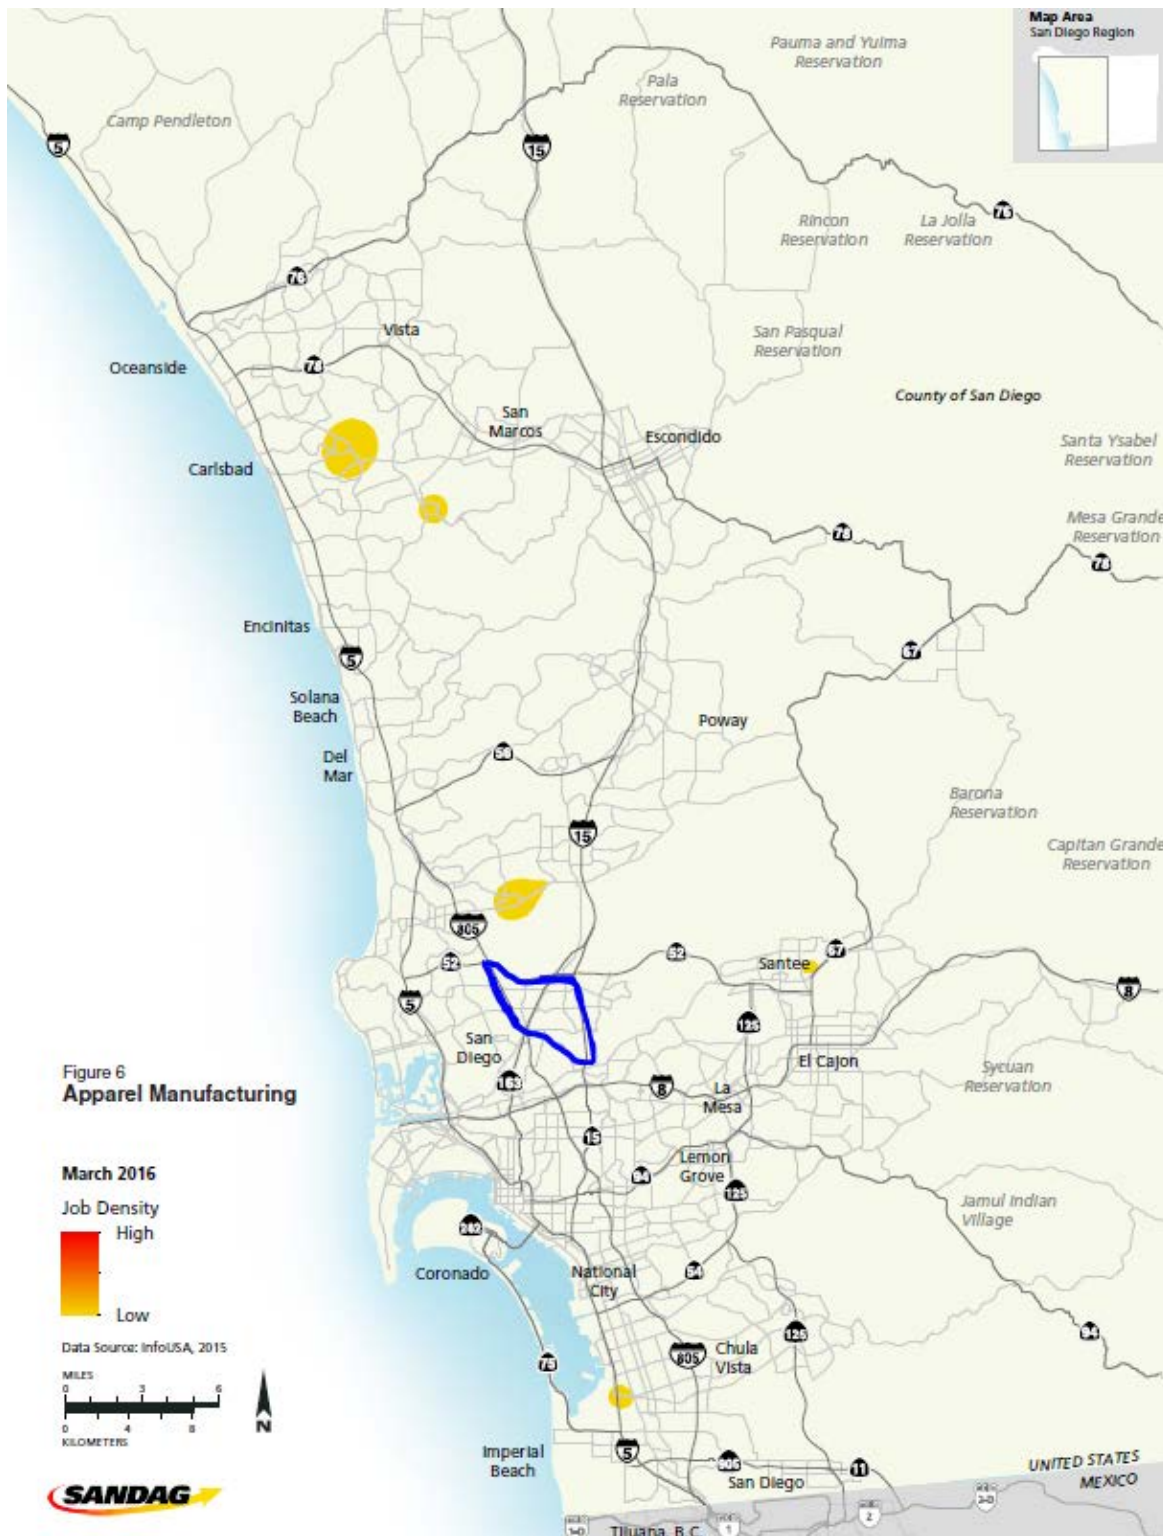 Map Area
San Diego Region
Pauma and Yuima
Reservation
Pala
Reservation
Camp Pendleton
5
15
76
Rincon
Reservation
La Jolla
Reservation
76
Vista
San Pasqual
Reservation
Oceanside
78
County of San Diego
San
Marcos
Escondido
Santa Ysabel
Reservation
Carlsbad
Mesa Grande
Reservation
78
78
Encinitas
5
67
Solana
Beach
Poway
Del
Mar
56
Barona
Reservation
15
Capitan Grande
Reservation
805
52
52
Santee
67
5
8
125
San
Diego
El Cajon
Figure 6
Apparel Manufacturing
163
8
La
Mesa
Sycuan
Reservation
15
March 2016
Lemon
Grove
94
125
Job Density
High
Jamul Indian
Village
282
Coronado
National
City
54
Low
125
94
Data Source: InfoUSA, 2015
805
Chula
Vista
75
MILES
0 3 6
0 4 8
KILOMETERS
N
Imperial
Beach
5
905
San Diego
11
UNITED STATES
MEXICO
SANDAG
1-D
Tijuana, B.C.
1
2
2-D